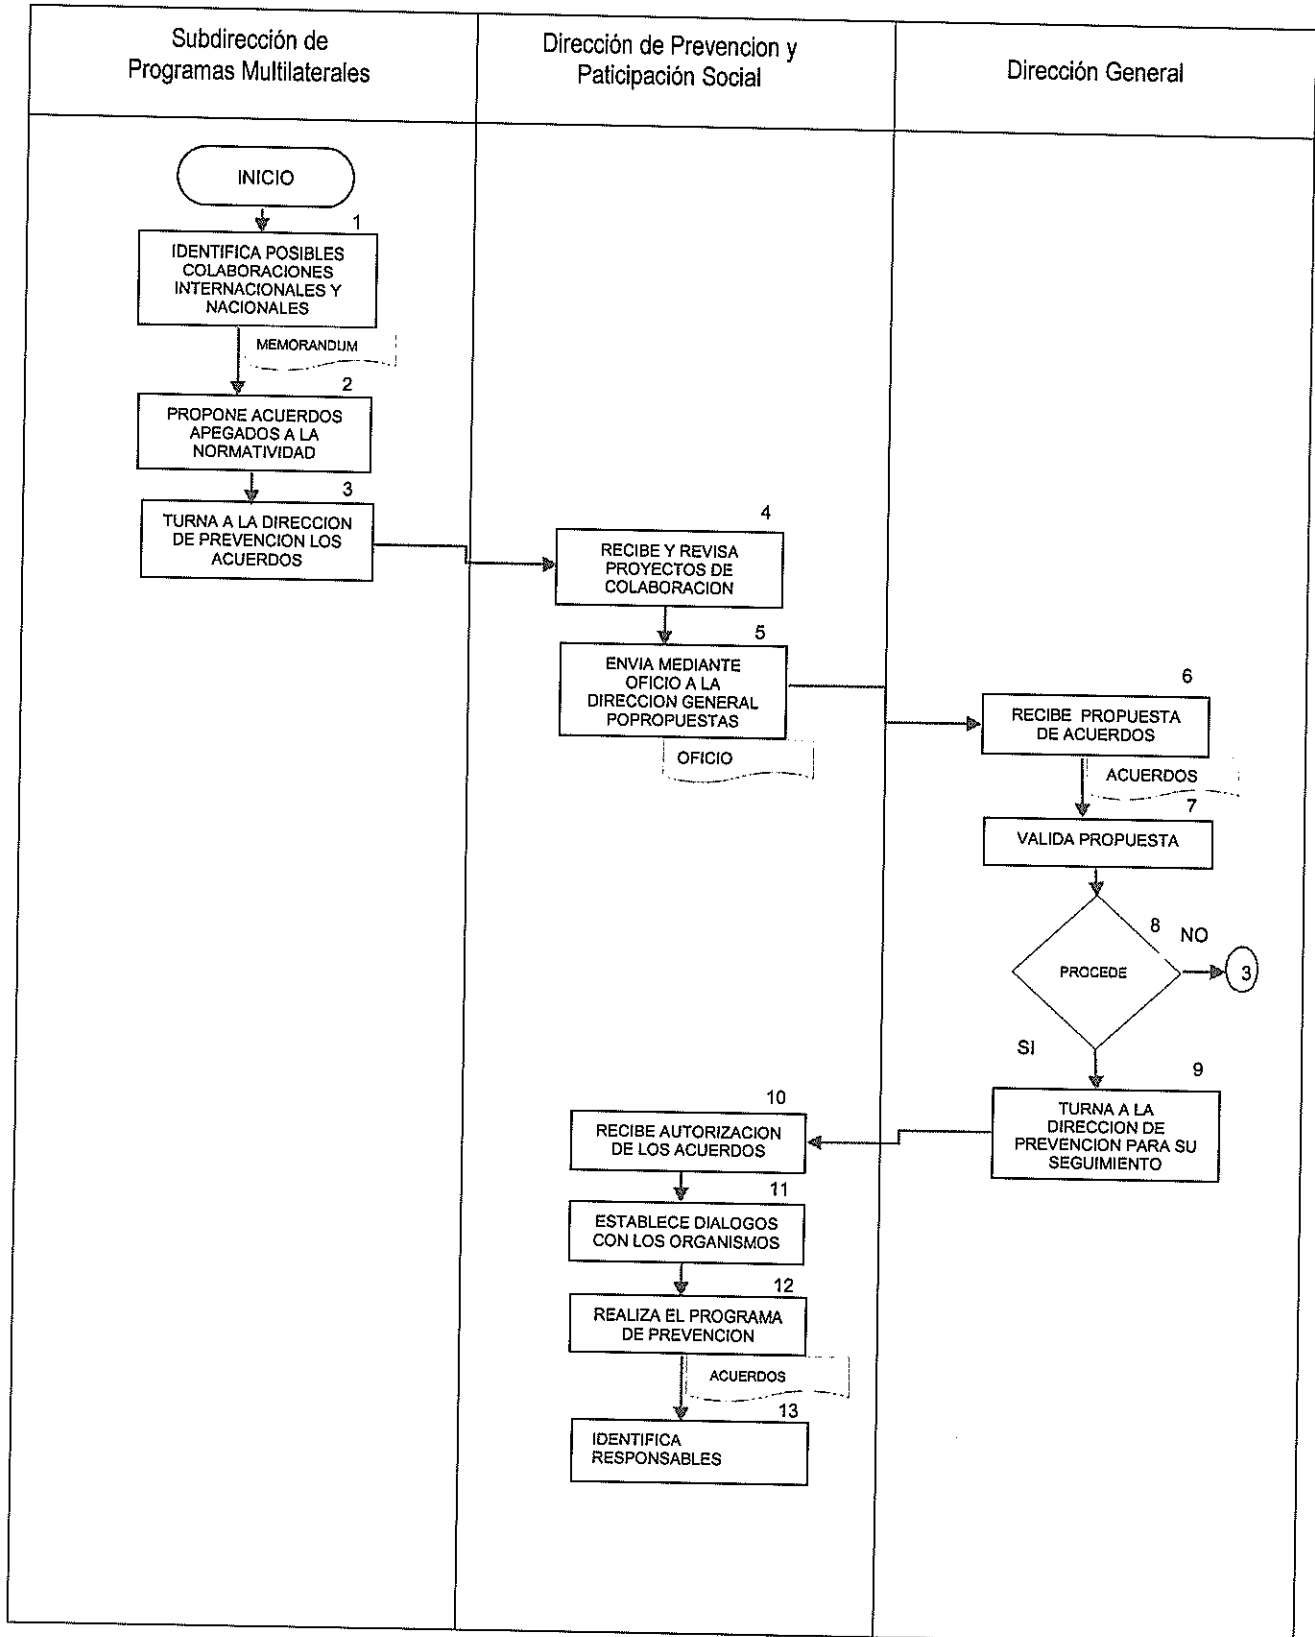 Subdirección de
Programas Multilaterales
Dirección de Prevencion y
Paticipación Social
Dirección General
INICIO
1
IDENTIFICA POSIBLES
COLABORACIONES
INTERNACIONALES Y
NACIONALES
MEMORANDUM
2
PROPONE ACUERDOS
APEGADOS A LA
NORMATIVIDAD
3
TURNA A LA DIRECCION
DE PREVENCION LOS
ACUERDOS
4
RECIBE Y REVISA
PROYECTOS DE
COLABORACION
5
ENVIA MEDIANTE
OFICIO A LA
DIRECCION GENERAL
POPROPUESTAS
OFICIO
6
RECIBE PROPUESTA
DE ACUERDOS
ACUERDOS
7
VALIDA PROPUESTA
8
PROCEDE
NO
3
SI
9
TURNA A LA
DIRECCION DE
PREVENCION PARA SU
SEGUIMIENTO
10
RECIBE AUTORIZACION
DE LOS ACUERDOS
11
ESTABLECE DIALOGOS
CON LOS ORGANISMOS
12
REALIZA EL PROGRAMA
DE PREVENCION
ACUERDOS
13
IDENTIFICA
RESPONSABLES